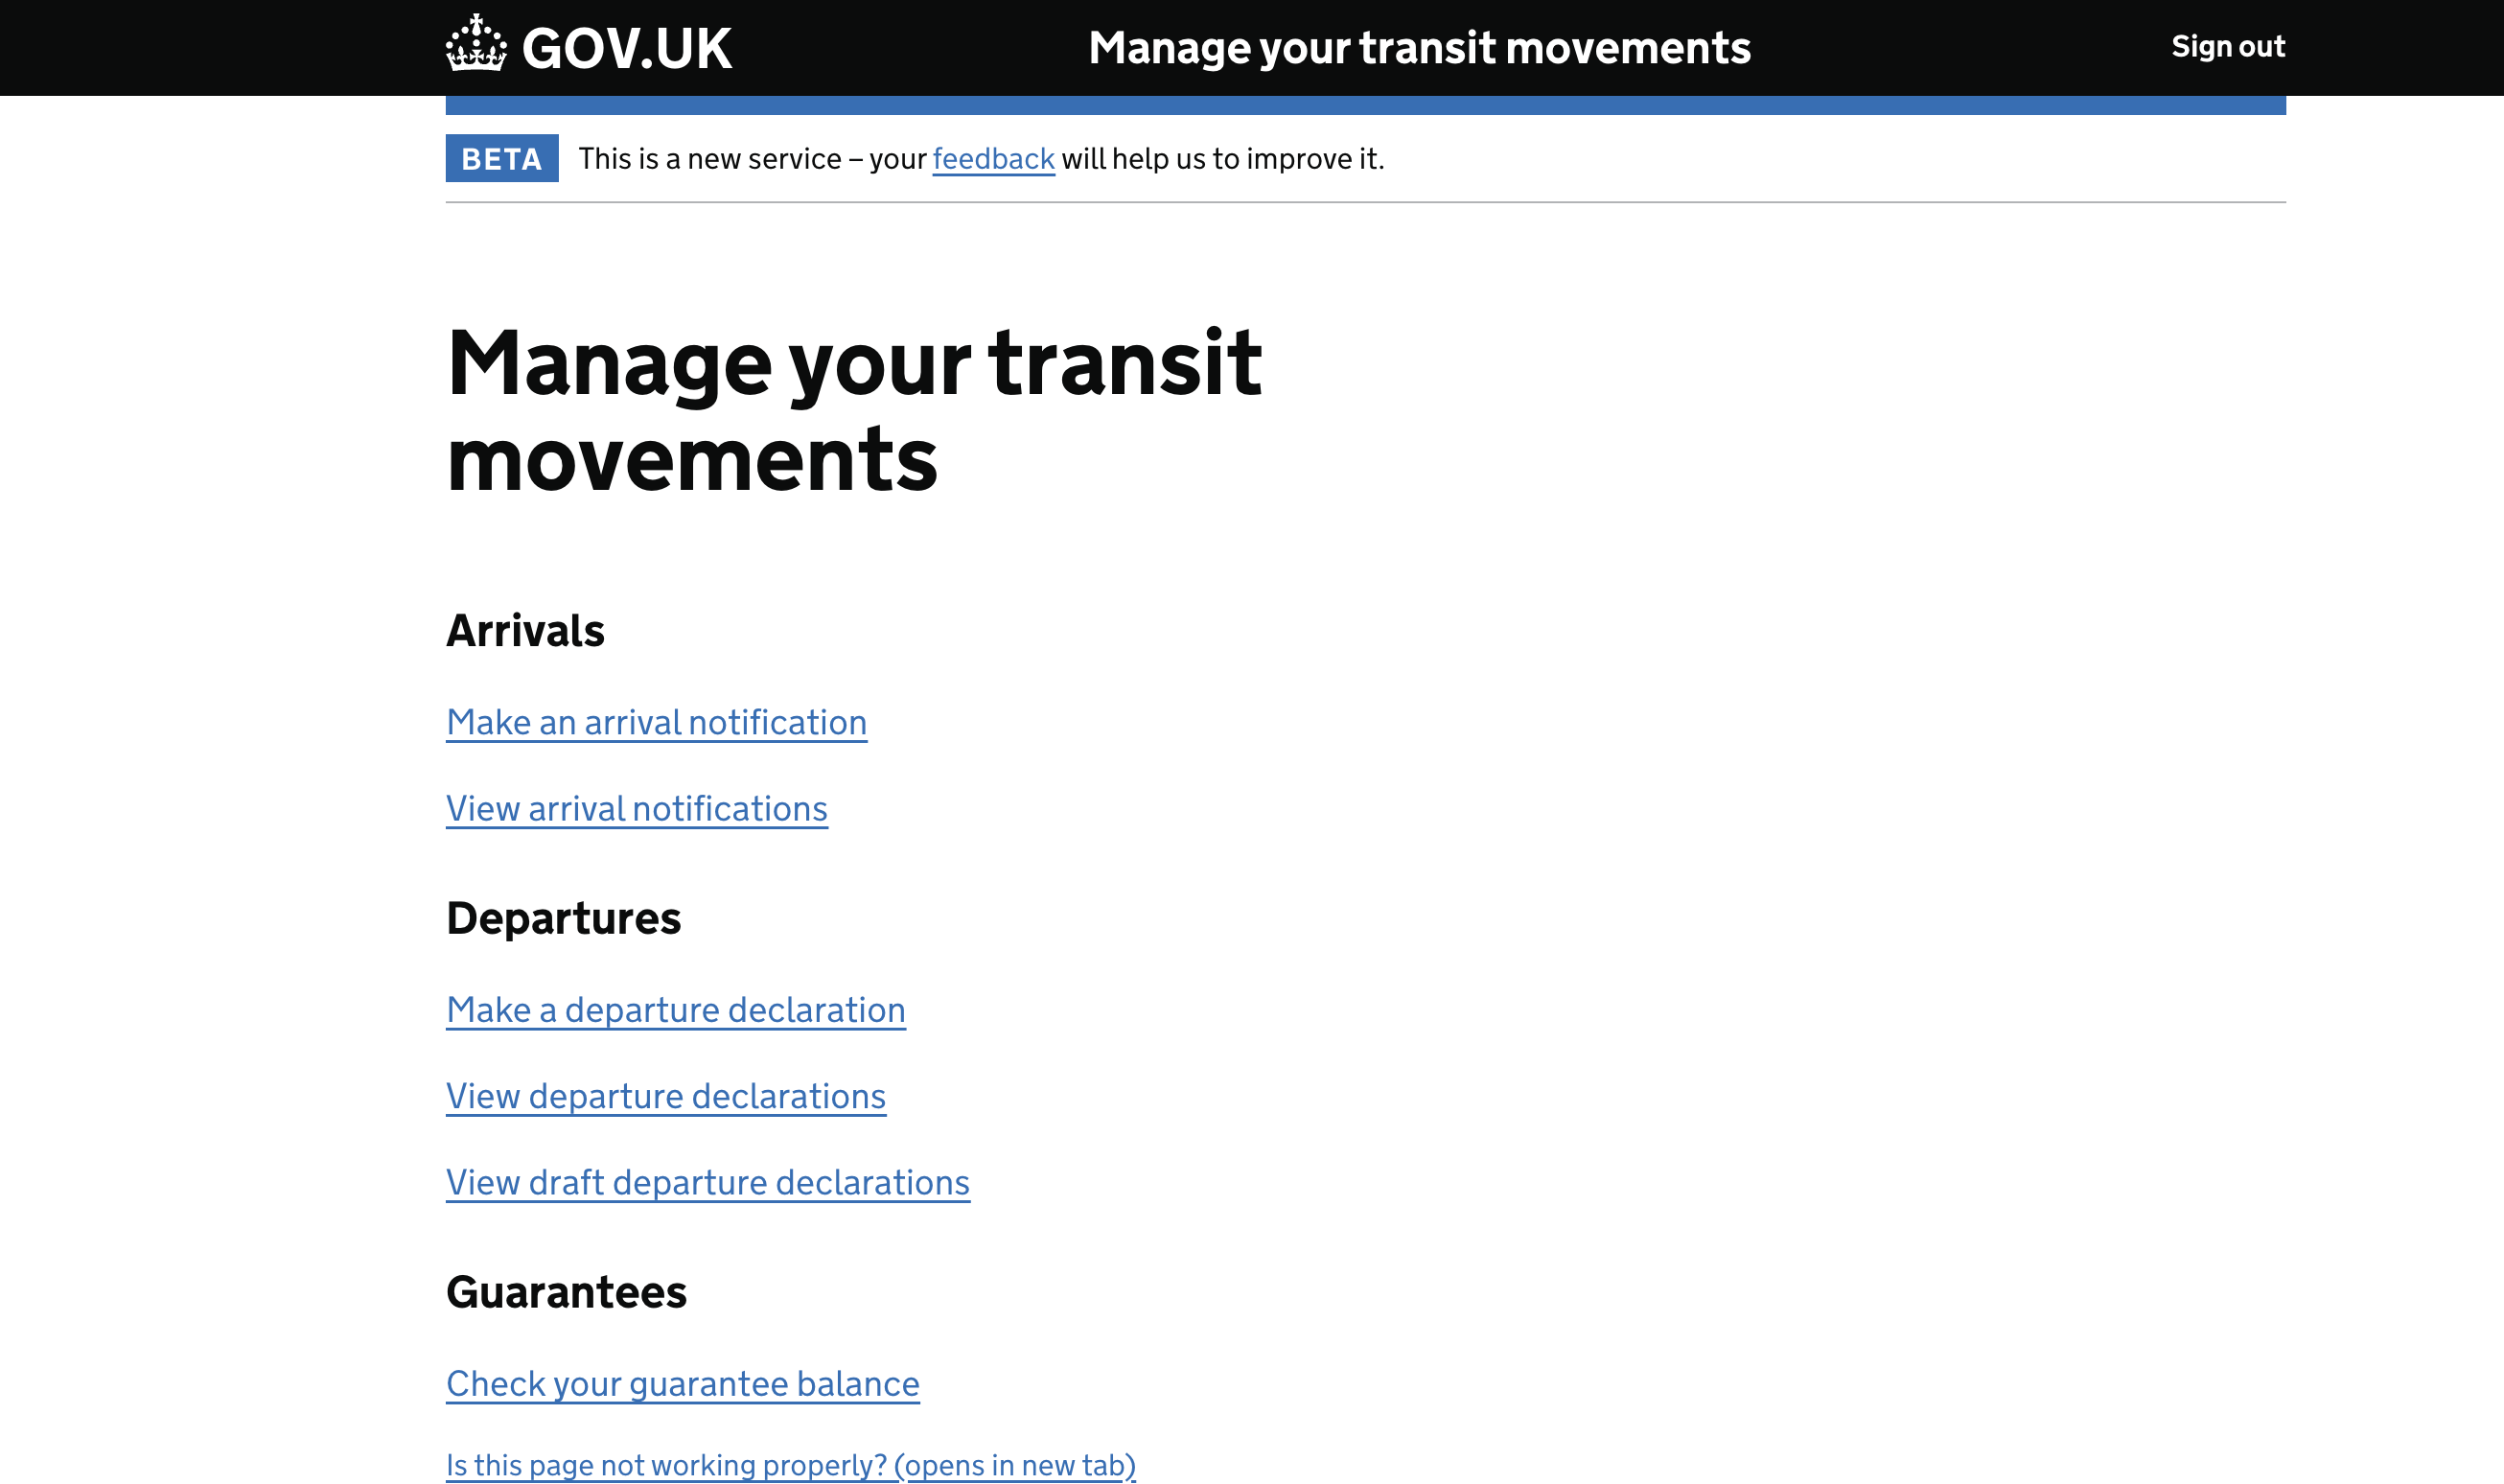 GOV.UK
Manage your transit movements
Sign out
BETA
This is a new service – your feedback will help us to improve it.
Manage your transit
movements
Arrivals
Make an arrival notification
View arrival notifications
Departures
Make a departure declaration
View departure declarations
View draft departure declarations
Guarantees
Check your guarantee balance
Is this page not working properly? (opens in new tab)